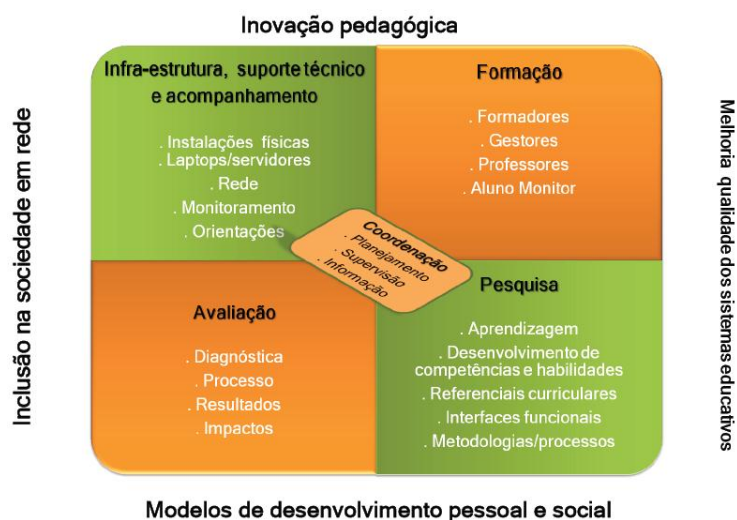 Inovação pedagógica
Infra-estrutura, suporte técnico
e acompanhamento
. Instalações físicas
. Laptops/servidores
. Rede
. Monitoramento
. Orientações
Formação
. Formadores
. Gestores
. Professores
. Aluno Monitor
Coordenação
. Planejamento
. Supervisão
. Informação
Avaliação
. Diagnóstica
. Processo
. Resultados
. Impactos
Pesquisa
. Aprendizagem
. Desenvolvimento de
competências e habilidades
. Referenciais curriculares
. Interfaces funcionais
. Metodologias/processos
Inclusão na sociedade em rede
Melhoria qualidade dos sistemas educativos
Modelos de desenvolvimento pessoal e social